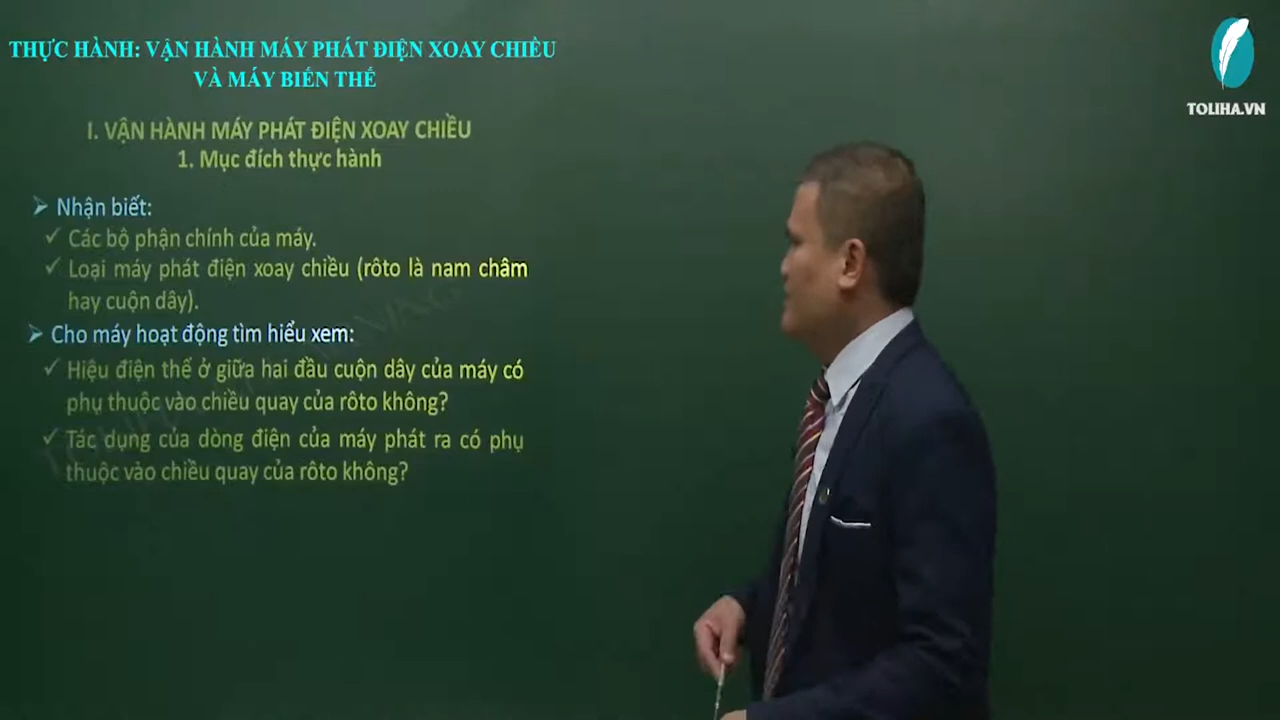 THỰC HÀNH: VẬN HÀNH MÁY PHÁT ĐIỆN XOAY CHIỀU
VÀ MÁY BIẾN THẾ
TOLIHA.VN
I. VẬN HÀNH MÁY PHÁT ĐIỆN XOAY CHIỀU
1. Mục đích thực hành
Nhận biết:
Các bộ phận chính của máy.
Loại máy phát điện xoay chiều (rôto là nam châm
hay cuộn dây).
Cho máy hoạt động tìm hiểu xem:
Hiệu điện thế ở giữa hai đầu cuộn dây của máy có
phụ thuộc vào chiều quay của rôto không?
Tác dụng của dòng điện của máy phát ra có phụ
thuộc vào chiều quay của rôto không?